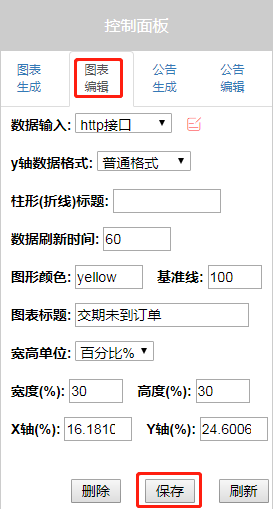 控制面板
图表 图表 公告 公告
生成 编辑 生成 编辑
数据输入: http接口
y轴数据格式: 普通格式
柱形(折线)标题:
数据刷新时间: 60
图形颜色: yellow 基准线: 100
图表标题: 交期未到订单
宽高单位: 百分比%
宽度(%): 30 高度(%): 30
X轴(%): 16.1810 Y轴(%): 24.6006
删除 保存 刷新